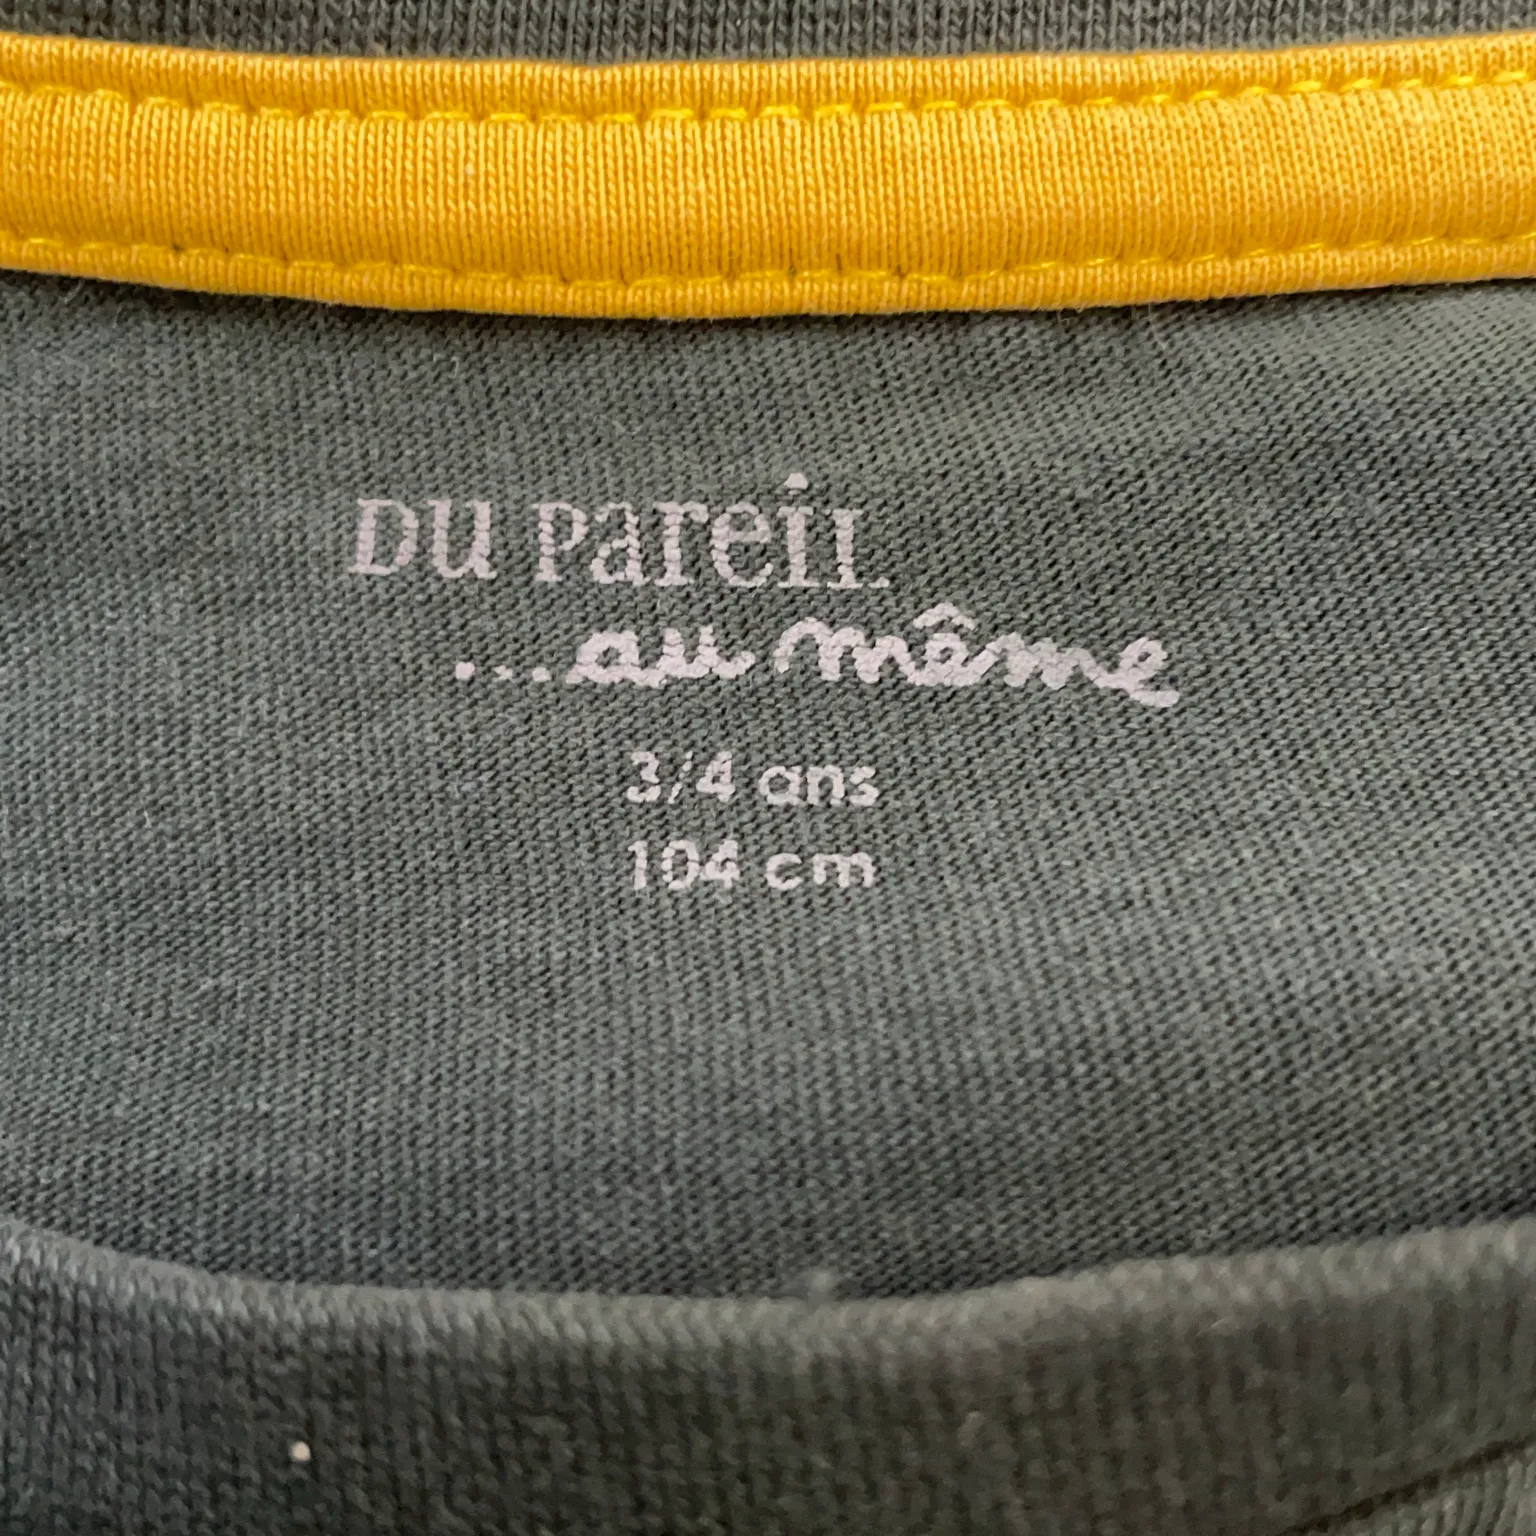 DU PaREIL
...au même
3/4 ans
104 cm